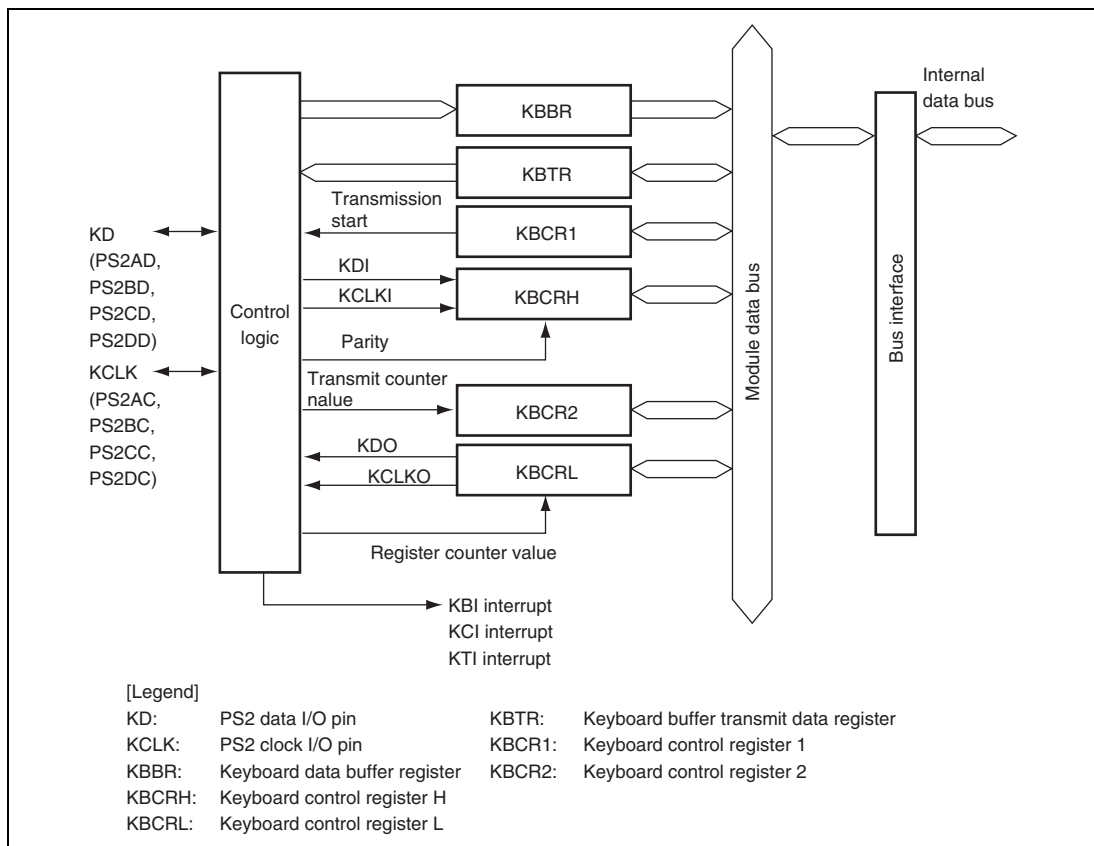 Internal
data bus
KBBR
KBTR
Transmission
start
KBCR1
KD
(PS2AD,
PS2BD,
PS2CD,
PS2DD)
KDI
KCLKI
KBCRH
Control
logic
Parity
KCLK
(PS2AC,
PS2BC,
PS2CC,
PS2DC)
Transmit counter
nalue
KBCR2
KDO
KCLKO
KBCRL
Register counter value
Module data bus
Bus interface
KBI interrupt
KCI interrupt
KTI interrupt
[Legend]
KD: PS2 data I/O pin
KCLK: PS2 clock I/O pin
KBBR: Keyboard data buffer register
KBCRH: Keyboard control register H
KBCRL: Keyboard control register L
KBTR: Keyboard buffer transmit data register
KBCR1: Keyboard control register 1
KBCR2: Keyboard control register 2